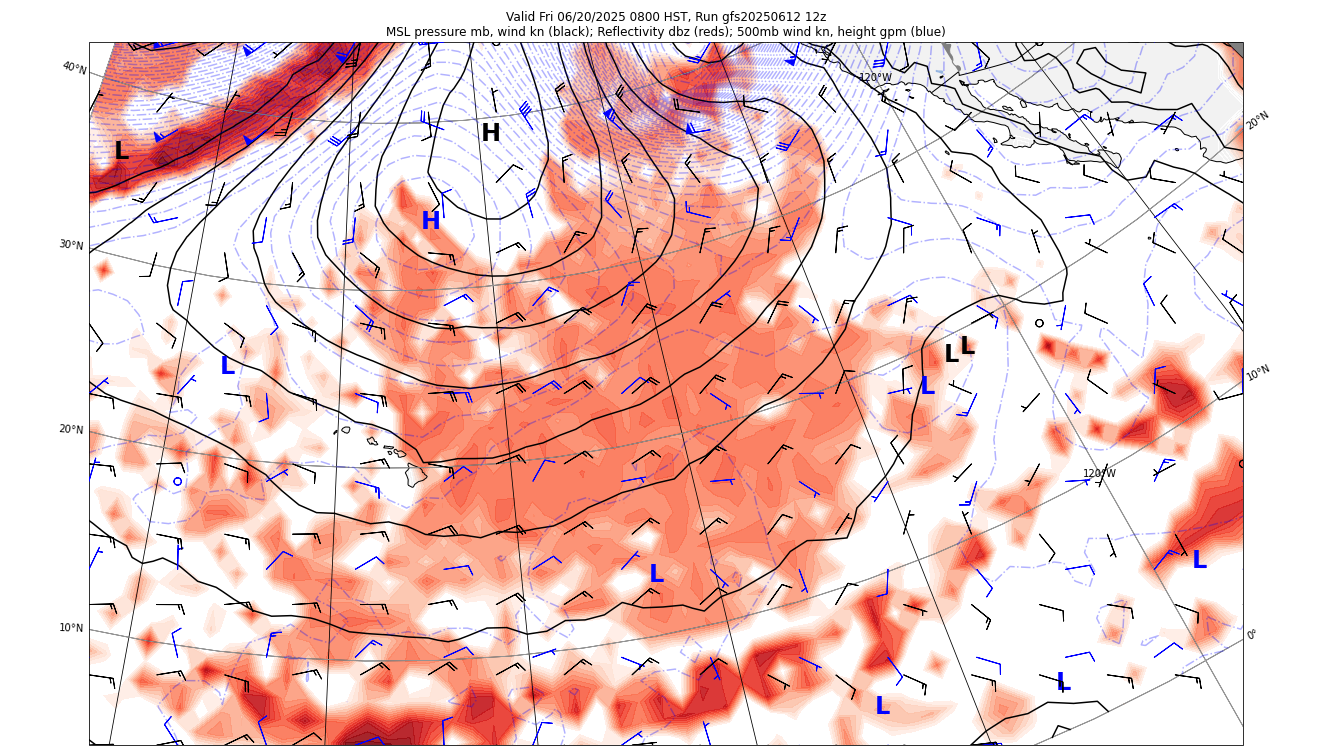 Valid Fri 06/20/2025 0800 HST, Run gfs20250612 12z
MSL pressure mb, wind kn (black); Reflectivity dbz (reds); 500mb wind kn, height gpm (blue)
40°N
120°W
20°N
H
L
H
30°N
L
L
L
10°N
L
20°N
120°W
L
L
10°N
0°
L
L